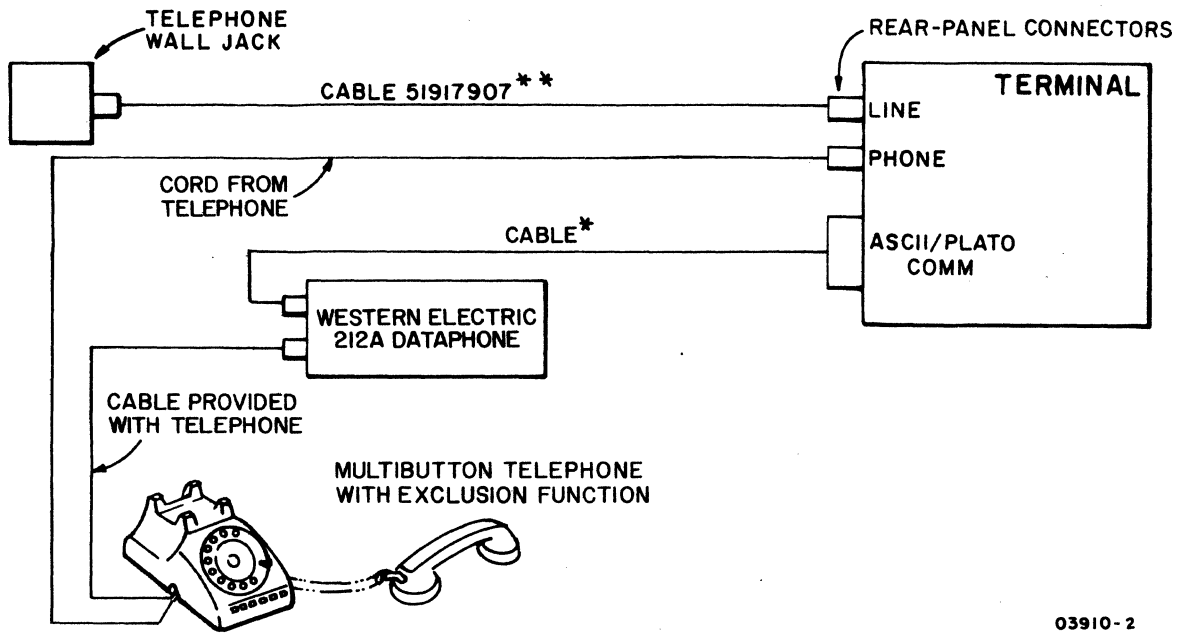 TELEPHONE
WALL JACK
REAR-PANEL CONNECTORS
TERMINAL
CABLE 51917907**
LINE
PHONE
CORD FROM
TELEPHONE
CABLE*
ASCII/PLATO
COMM
WESTERN ELECTRIC
212A DATAPHONE
CABLE PROVIDED
WITH TELEPHONE
MULTIBUTTON TELEPHONE
WITH EXCLUSION FUNCTION
03910-2